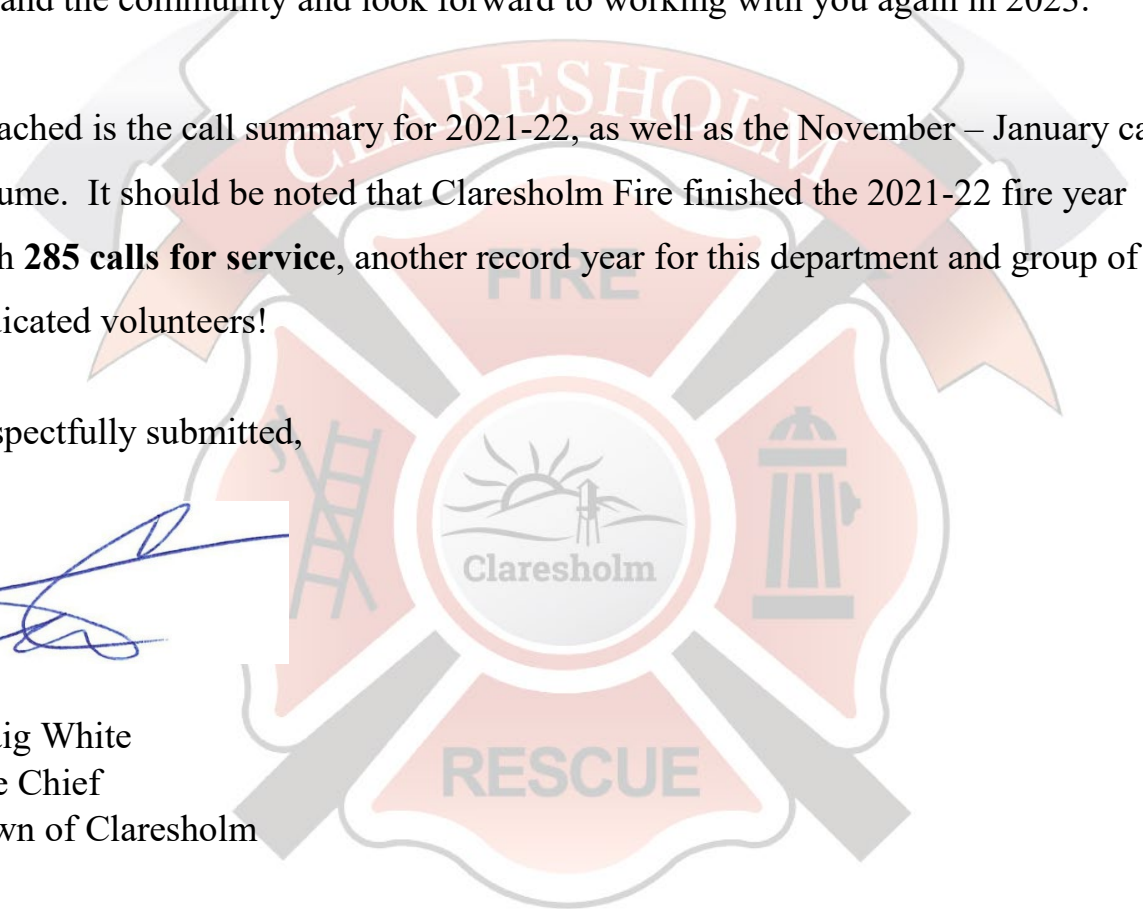 and the community and look forward to working with you again in 2023.
ached is the call summary for 2021-22, as well as the November – January ca
ume. It should be noted that Claresholm Fire finished the 2021-22 fire year
h 285 calls for service, another record year for this department and group of
licated volunteers!
spectfully submitted,
ig White
e Chief
wn of Claresholm
CLARESHOLM
FIRE
Claresholm
RESCUE